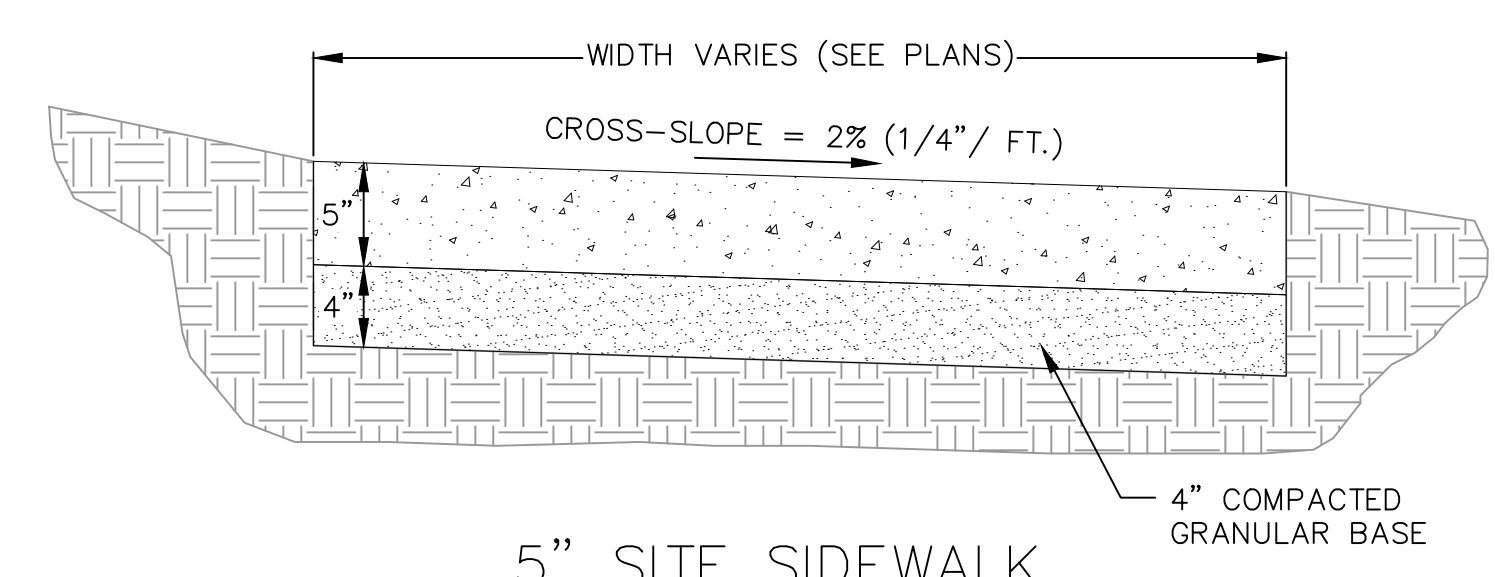 WIDTH VARIES (SEE PLANS)
CROSS-SLOPE = 2% (1/4”/ FT.)
5”
4”
4” COMPACTED
GRANULAR BASE
5” SITE SIDEWALK